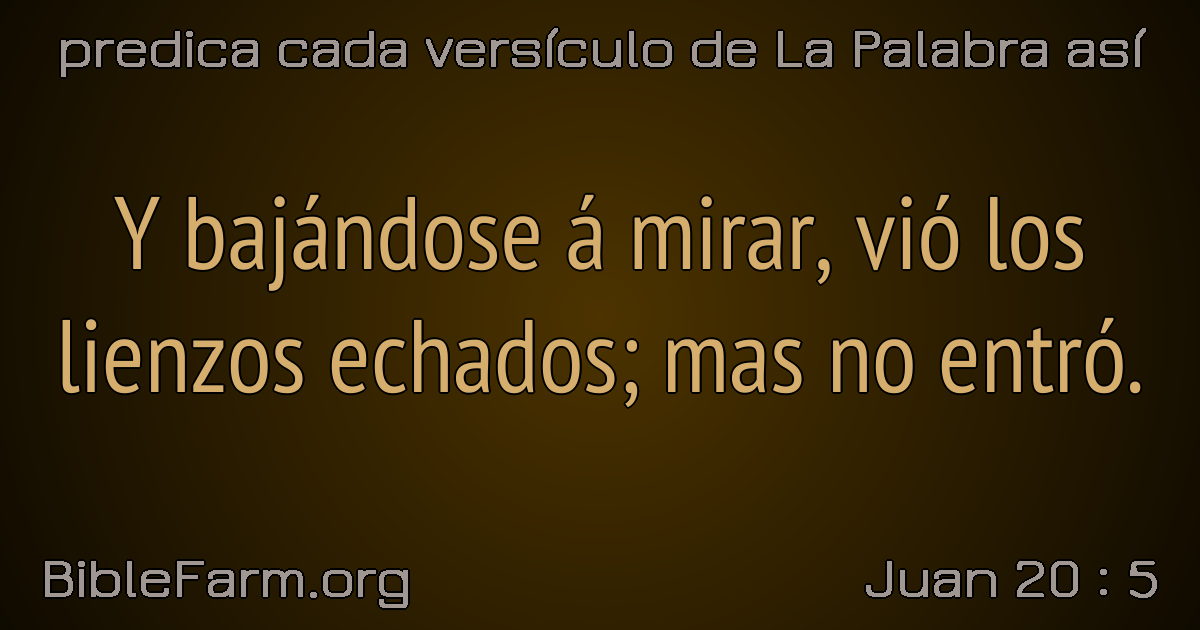 predica cada versículo de La Palabra así
Y bajándose á mirar, vió los
lienzos echados; mas no entró.
BibleFarm.org
Juan 20 : 5